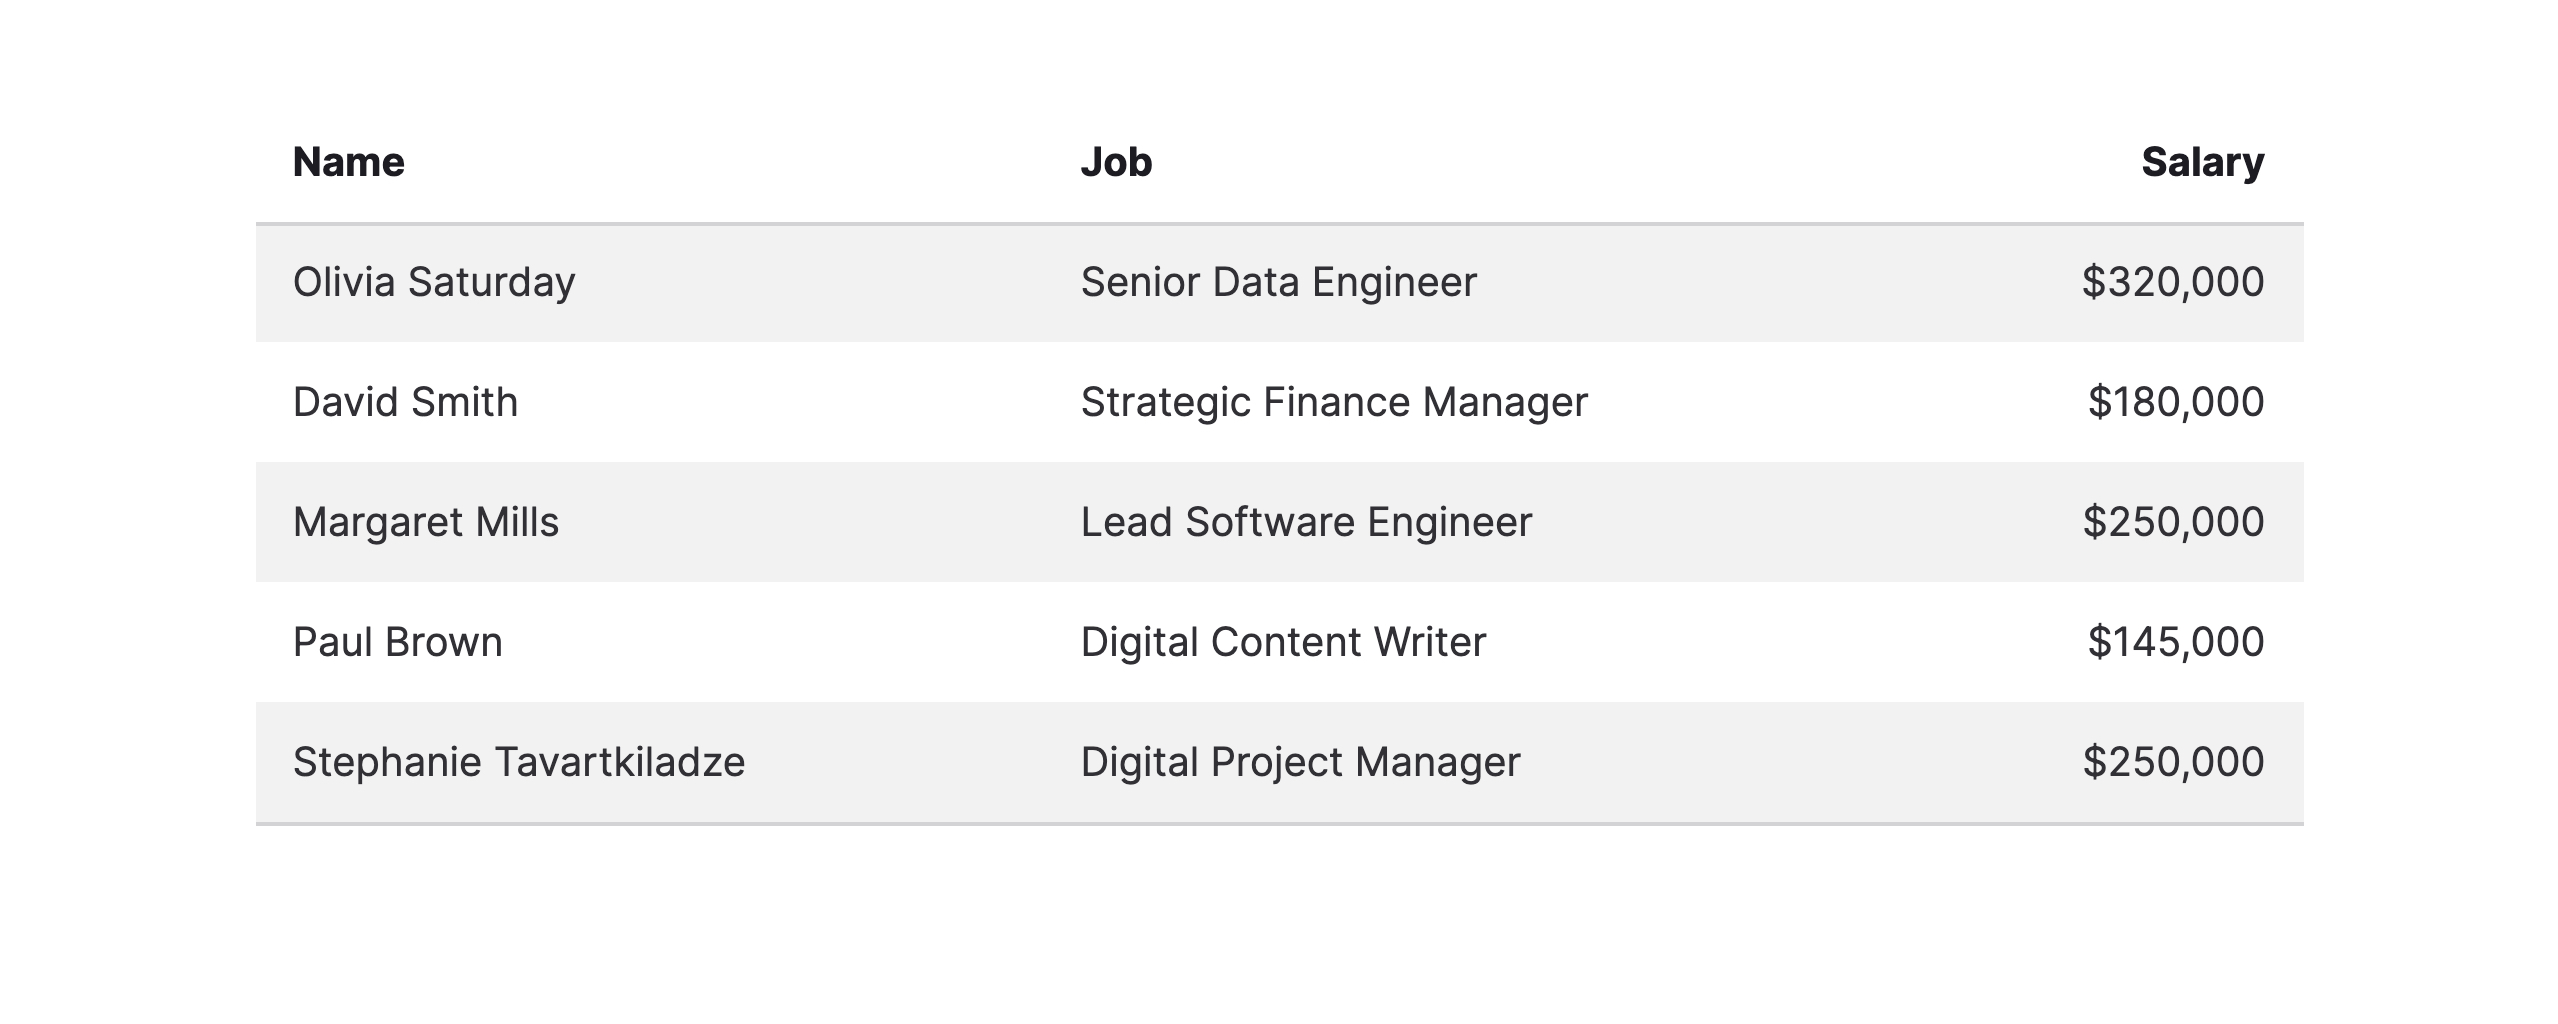 Name Job Salary
Olivia Saturday Senior Data Engineer $320,000
David Smith Strategic Finance Manager $180,000
Margaret Mills Lead Software Engineer $250,000
Paul Brown Digital Content Writer $145,000
Stephanie Tavartkiladze Digital Project Manager $250,000